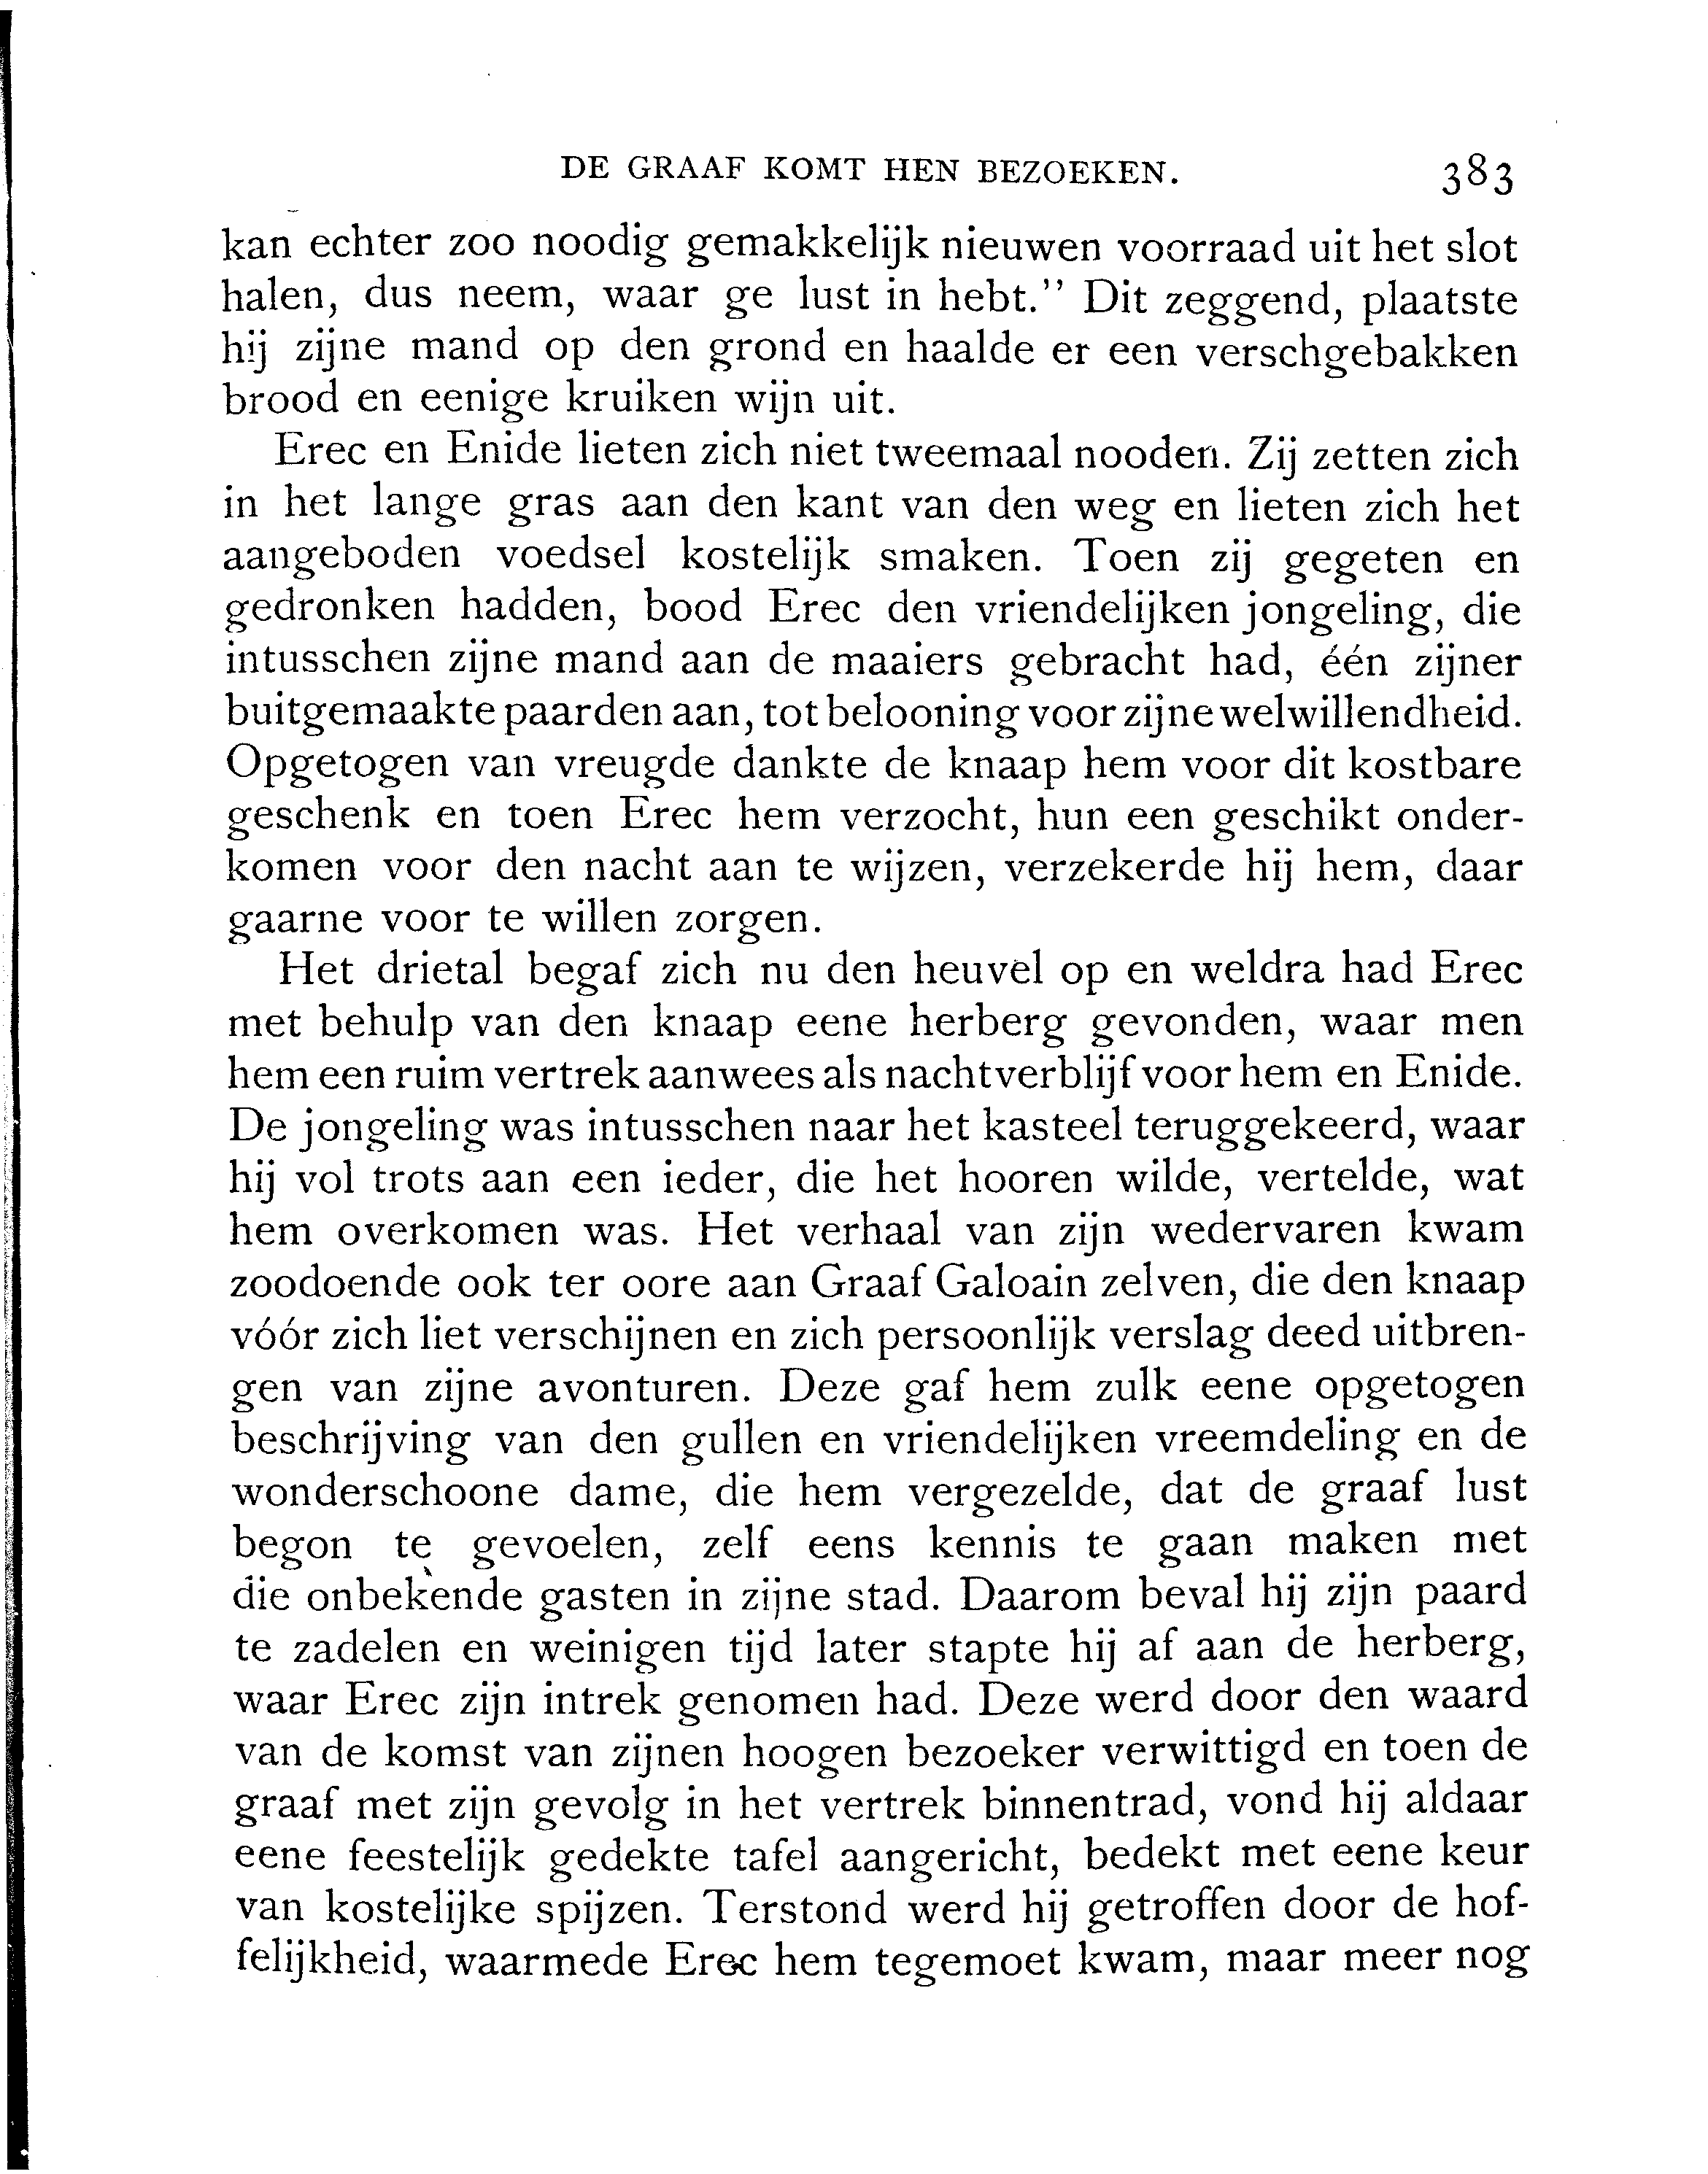 DE GRAAF KOMT HEN BEZOEKEN. 383
kan echter zoo noodig gemakkelijk nieuwen voorraad uit het slot
halen, dus neem, waar ge lust in hebt.” Dit zeggend, plaatste
hij zijne mand op den grond en haalde er een verschgebakken
brood en eenige kruiken wijn uit.
Erec en Enide lieten zich niet tweemaal nooden. Zij zetten zich
in het lange gras aan den kant van den weg en lieten zich het
aangeboden voedsel kostelijk smaken. Toen zij gegeten en
gedronken hadden, bood Erec den vriendelijken jongeling, die
intusschen zijne mand aan de maaiers gebracht had, één zijner
buitgemaakte paarden aan, tot belooning voor zijne welwillendheid.
Opgetogen van vreugde dankte de knaap hem voor dit kostbare
geschenk en toen Erec hem verzocht, hun een geschikt onder-
komen voor den nacht aan te wijzen, verzekerde hij hem, daar
gaarne voor te willen zorgen.
Het drietal begaf zich nu den heuvel op en weldra had Erec
met behulp van den knaap eene herberg gevonden, waar men
hem een ruim vertrek aanwees als nachtverblijf voor hem en Enide.
De jongeling was intusschen naar het kasteel teruggekeerd, waar
hij vol trots aan een ieder, die het hooren wilde, vertelde, wat
hem overkomen was. Het verhaal van zijn wedervaren kwam
zoodoende ook ter oore aan Graaf Galoain zelven, die den knaap
vóór zich liet verschijnen en zich persoonlijk verslag deed uitbren-
gen van zijne avonturen. Deze gaf hem zulk eene opgetogen
beschrijving van den gullen en vriendelijken vreemdeling en de
wonderschoone dame, die hem vergezelde, dat de graaf lust
begon te gevoelen, zelf eens kennis te gaan maken met
die onbekende gasten in zijne stad. Daarom beval hij zijn paard
te zadelen en weinigen tijd later stapte hij af aan de herberg,
waar Erec zijn intrek genomen had. Deze werd door den waard
van de komst van zijnen hoogen bezoeker verwittigd en toen de
graaf met zijn gevolg in het vertrek binnentrad, vond hij aldaar
eene feestelijk gedekte tafel aangericht, bedekt met eene keur
van kostelijke spijzen. Terstond werd hij getroffen door de hof-
felijkheid, waarmede Erec hem tegemoet kwam, maar meer nog